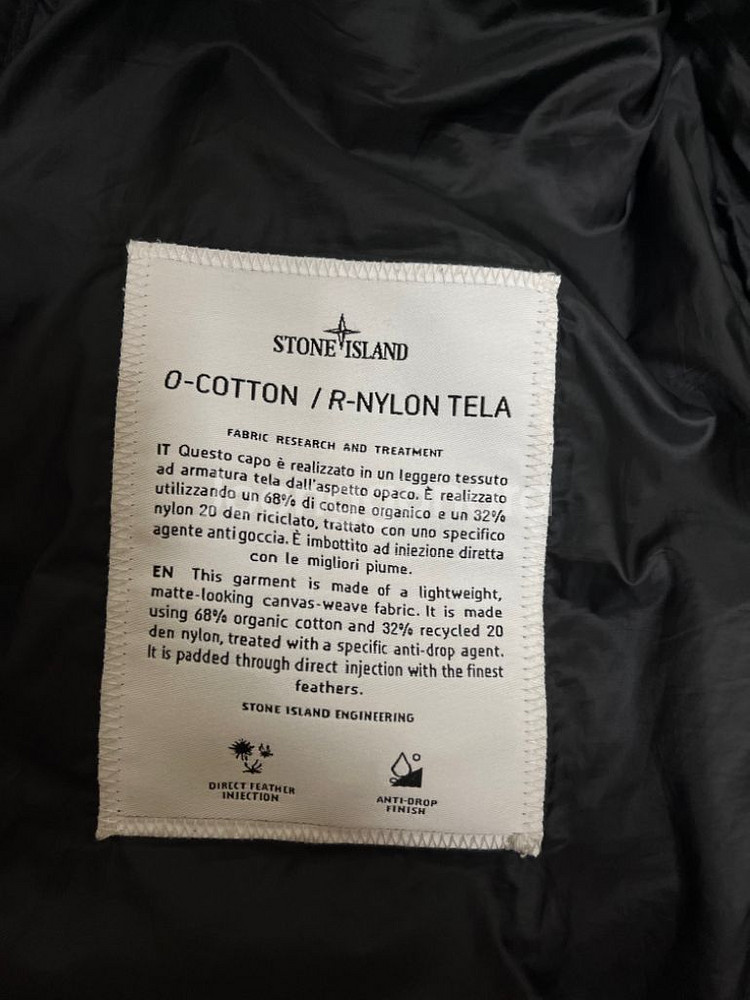 STONE ISLAND
O-COTTON / R-NYLON TELA
FABRIC RESEARCH AND TREATMENT
IT Questo capo è realizzato in un leggero tessuto
ad armatura tela dall'aspetto opaco. È realizzato
utilizzando un 68% di cotone organico e un 32%
nylon 20 den riciclato, trattato con uno specifico
agente antigoccia. È imbottito ad iniezione diretta
con le migliori piume.
EN This garment is made of a lightweight,
matte-looking canvas-weave fabric. It is made
using 68% organic cotton and 32% recycled 20
den nylon, treated with a specific anti-drop agent.
It is padded through direct injection with the finest
feathers.
STONE ISLAND ENGINEERING
DIRECT FEATHER
INJECTION
ANTI-DROP
FINISH